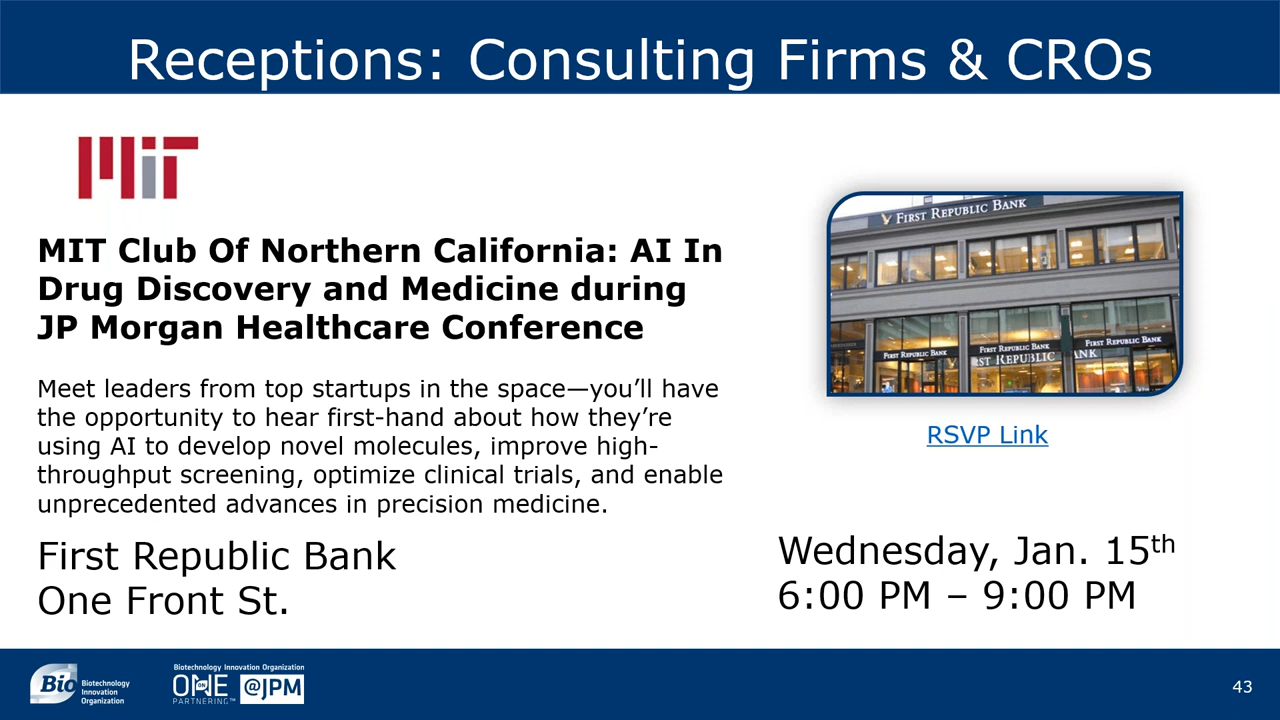 Receptions: Consulting Firms & CROs
MIT
MIT Club Of Northern California: AI In
Drug Discovery and Medicine during
JP Morgan Healthcare Conference
Meet leaders from top startups in the space—you’ll have
the opportunity to hear first-hand about how they’re
using AI to develop novel molecules, improve high-
throughput screening, optimize clinical trials, and enable
unprecedented advances in precision medicine.
First Republic Bank
One Front St.
First Republic Bank
First Republic Bank
First Republic Bank
First Republic Bank
RST REPUBLIC BANK
RSVP Link
Wednesday, Jan. 15th
6:00 PM – 9:00 PM
Bio
Biotechnology
Innovation
Organization
Biotechnology Innovation Organization
ONE ON ONE
PARTNERING™
@JPM
43